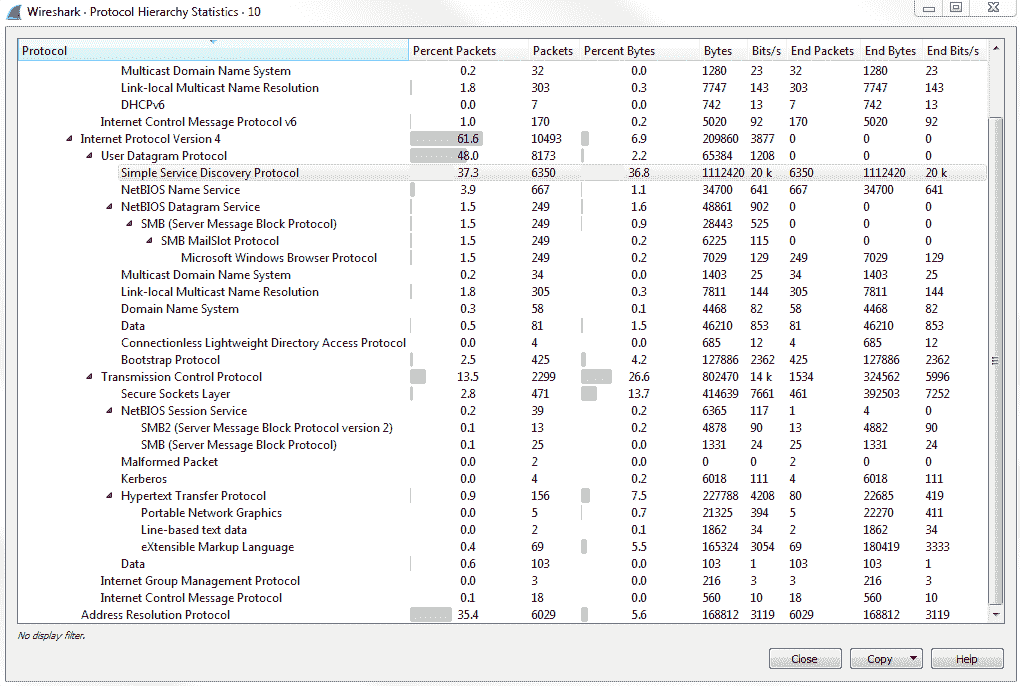 Wireshark · Protocol Hierarchy Statistics · 10
Protocol Percent Packets Packets Percent Bytes Bytes Bits/s End Packets End Bytes End Bits/s
Multicast Domain Name System 0.2 32 0.0 1280 23 32 1280 23
Link-local Multicast Name Resolution 1.8 303 0.3 7747 143 303 7747 143
DHCPv6 0.0 7 0.0 742 13 7 742 13
Internet Control Message Protocol v6 1.0 170 0.2 5020 92 170 5020 92
Internet Protocol Version 4 61.6 10493 6.9 209860 3877 0 0 0
User Datagram Protocol 48.0 8173 2.2 65384 1208 0 0 0
Simple Service Discovery Protocol 37.3 6350 36.8 1112420 20 k 6350 1112420 20 k
NetBIOS Name Service 3.9 667 1.1 34700 641 667 34700 641
NetBIOS Datagram Service 1.5 249 1.6 48861 902 0 0 0
SMB (Server Message Block Protocol) 1.5 249 0.9 28443 525 0 0 0
SMB MailSlot Protocol 1.5 249 0.2 6225 115 0 0 0
Microsoft Windows Browser Protocol 1.5 249 0.2 7029 129 249 7029 129
Multicast Domain Name System 0.2 34 0.0 1403 25 34 1403 25
Link-local Multicast Name Resolution 1.8 305 0.3 7811 144 305 7811 144
Domain Name System 0.3 58 0.1 4468 82 58 4468 82
Data 0.5 81 1.5 46210 853 81 46210 853
Connectionless Lightweight Directory Access Protocol 0.0 4 0.0 685 12 4 685 12
Bootstrap Protocol 2.5 425 4.2 127886 2362 425 127886 2362
Transmission Control Protocol 13.5 2299 26.6 802470 14 k 1534 324562 5996
Secure Sockets Layer 2.8 471 13.7 414639 7661 461 392503 7252
NetBIOS Session Service 0.2 39 0.2 6365 117 1 4 0
SMB2 (Server Message Block Protocol version 2) 0.1 13 0.2 4878 90 13 4882 90
SMB (Server Message Block Protocol) 0.1 25 0.0 1331 24 25 1331 24
Malformed Packet 0.0 2 0.0 0 0 2 0 0
Kerberos 0.0 4 0.2 6018 111 4 6018 111
Hypertext Transfer Protocol 0.9 156 7.5 227788 4208 80 22685 419
Portable Network Graphics 0.0 5 0.7 21325 394 5 22270 411
Line-based text data 0.0 2 0.1 1862 34 2 1862 34
eXtensible Markup Language 0.4 69 5.5 165324 3054 69 180419 3333
Data 0.6 103 0.0 103 1 103 103 1
Internet Group Management Protocol 0.0 3 0.0 216 3 3 216 3
Internet Control Message Protocol 0.1 18 0.0 560 10 18 560 10
Address Resolution Protocol 35.4 6029 5.6 168812 3119 6029 168812 3119
No display filter.
Close Copy Help